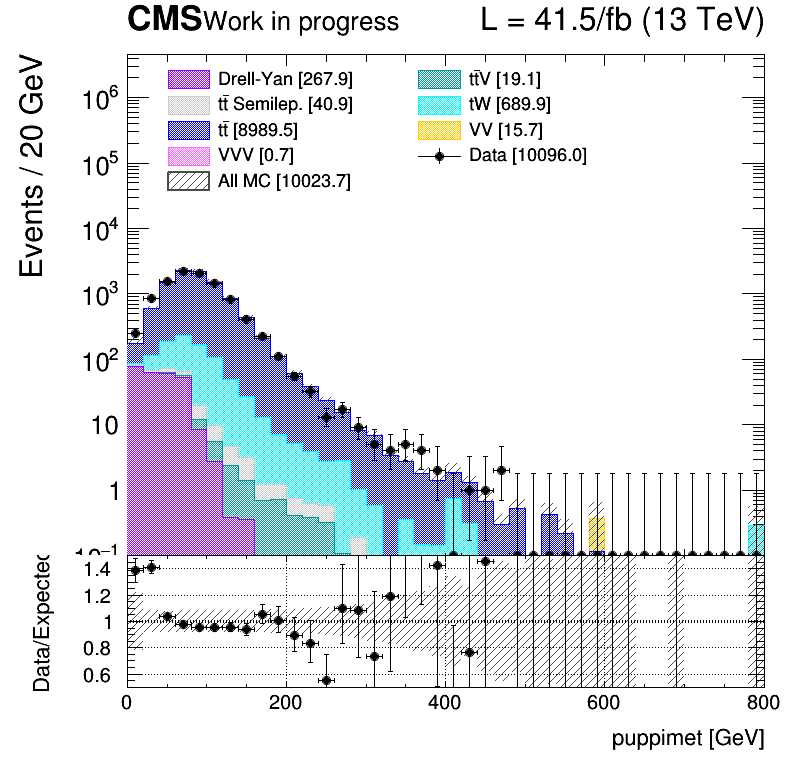 CMS Work in progress L = 41.5/fb (13 TeV)
Events / 20 GeV
Drell-Yan [267.9] tt̄V [19.1]
tt̄ Semilep. [40.9] tW [689.9]
tt̄ [8989.5] VV [15.7]
VVV [0.7] Data [10096.0]
All MC [10023.7]
10⁶
10⁵
10⁴
10³
10²
10
1
10⁻¹
Data/Expected
1.4
1.2
1
0.8
0.6
0 200 400 600 800
puppimet [GeV]